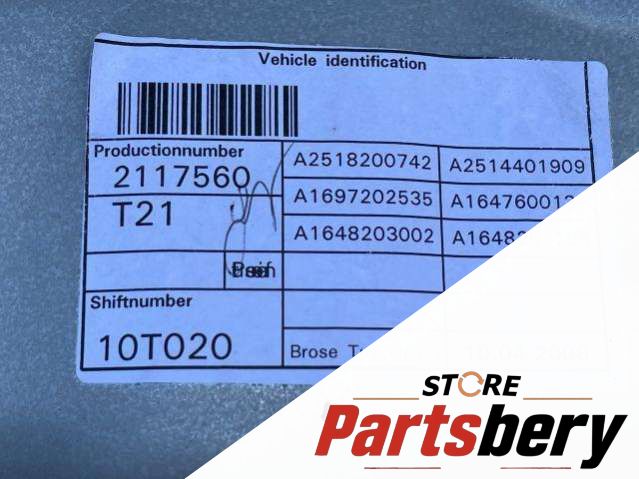 Vehicle identification
Productionnumber
2117560
T21
A2518200742 A2514401909
A1697202535
A1648203002
Shiftnumber
10T020
Brose
STORE
Partsbery